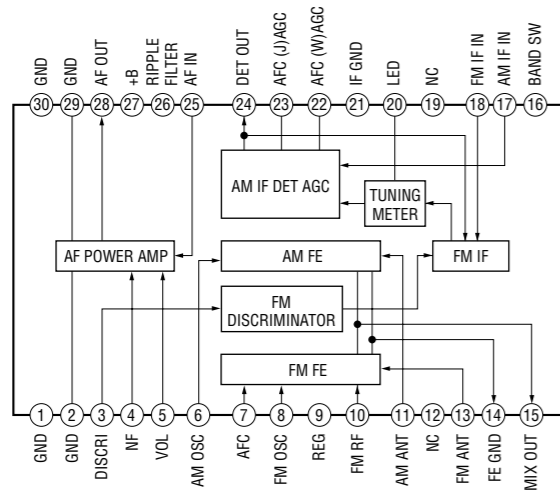 GND
GND
AF OUT
+B
RIPPLE
FILTER
AF IN
DET OUT
AFC (J)AGC
AFC (W)AGC
IF GND
LED
NC
FM IF IN
AM IF IN
BAND SW
30 29 28 27 26 25 24 23 22 21 20 19 18 17 16
AM IF DET AGC
TUNING
METER
AF POWER AMP
AM FE
FM IF
FM
DISCRIMINATOR
FM FE
1 2 3 4 5 6 7 8 9 10 11 12 13 14 15
GND
GND
DISCRI
NF
VOL
AM OSC
AFC
FM OSC
REG
FM RF
AM ANT
NC
FM ANT
FE GND
MIX OUT